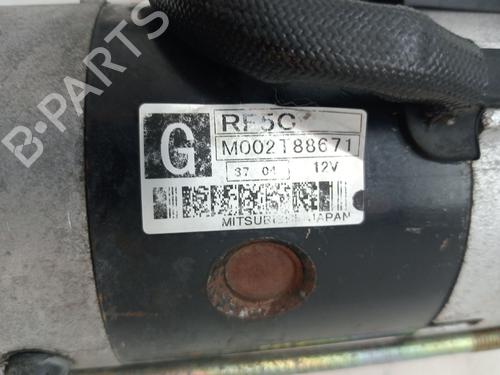 G
RF5C
M002T88671
37 04 12V
MITSUBISHI JAPAN
B-PARTS